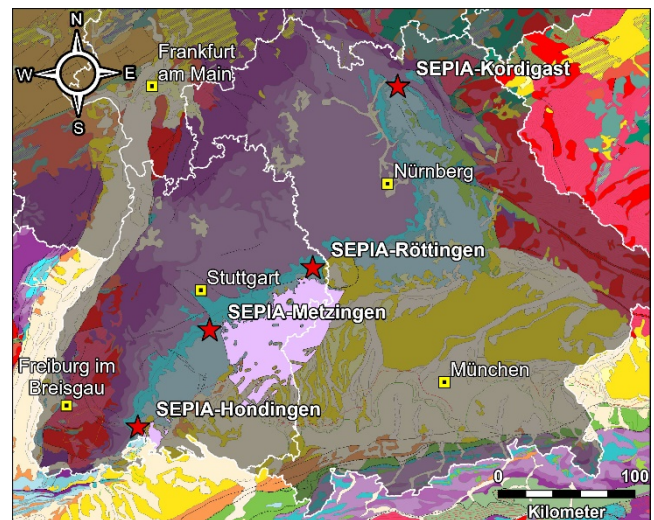 N
W E
S
Frankfurt
am Main
SEPIA-Kordigast
Nürnberg
SEPIA-Röttingen
Stuttgart
SEPIA-Metzingen
Freiburg im
Breisgau
München
SEPIA-Hondingen
0 100
Kilometer